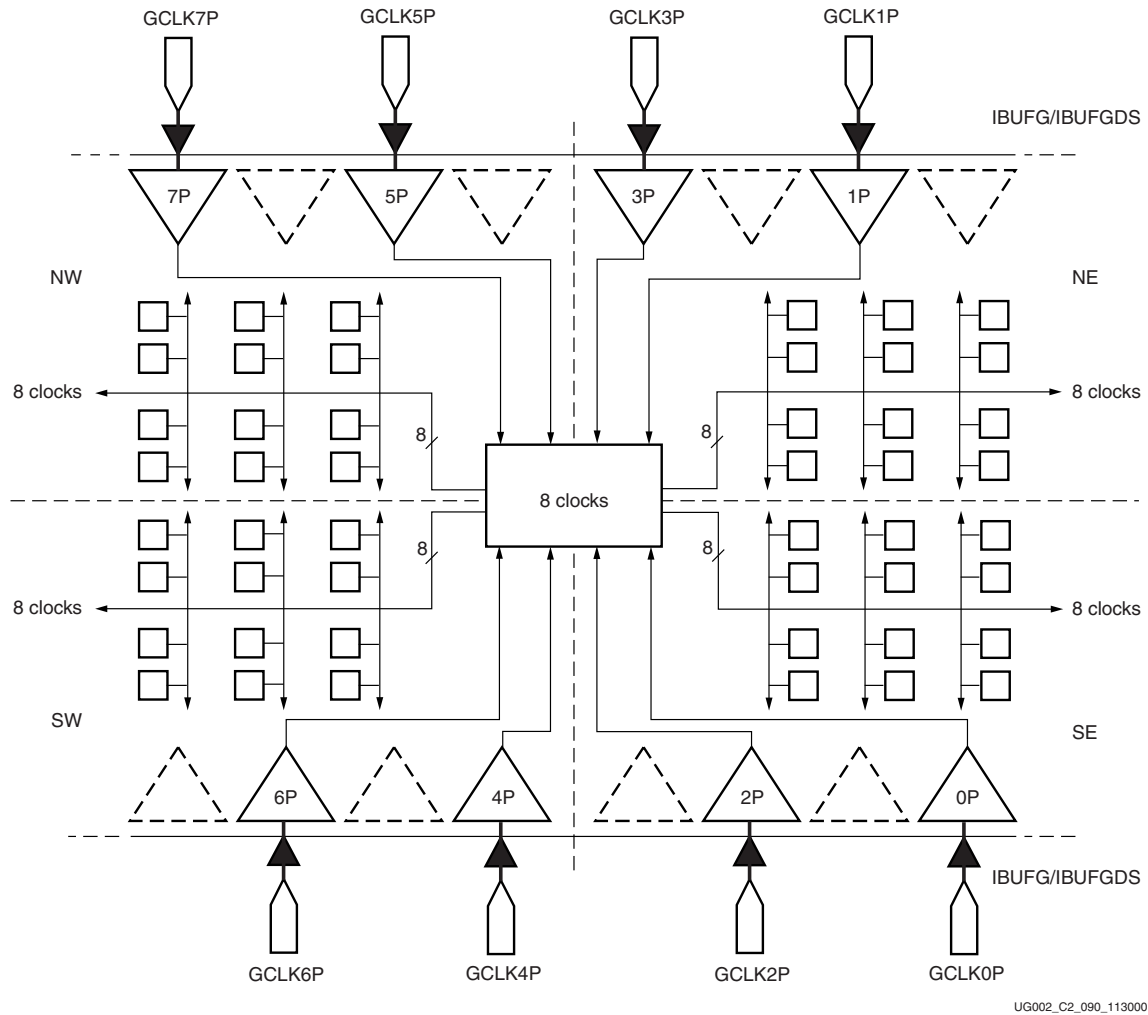 GCLK7P GCLK5P GCLK3P GCLK1P
IBUFG/IBUFGDS
7P 5P 3P 1P
NW NE
8 clocks 8 clocks
8 8
8 clocks
8 8
8 clocks 8 clocks
SW SE
6P 4P 2P 0P
IBUFG/IBUFGDS
GCLK6P GCLK4P GCLK2P GCLK0P
UG002_C2_090_113000